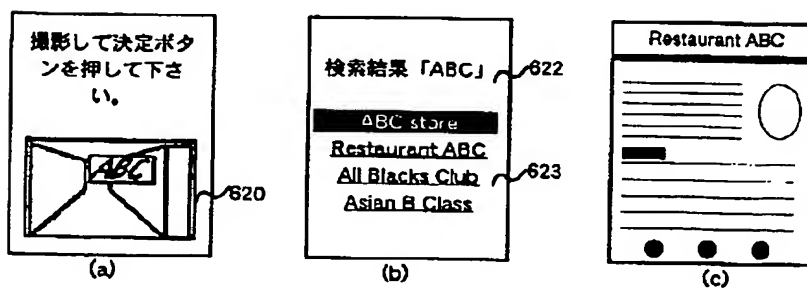 撮影して決定ボタ
ンを押して下さ
い。
ABC
620
(a)
検索結果「ABC」
622
ABC store
Restaurant ABC
All Blacks Club
623
Asian B Class
(b)
Restaurant ABC
(c)